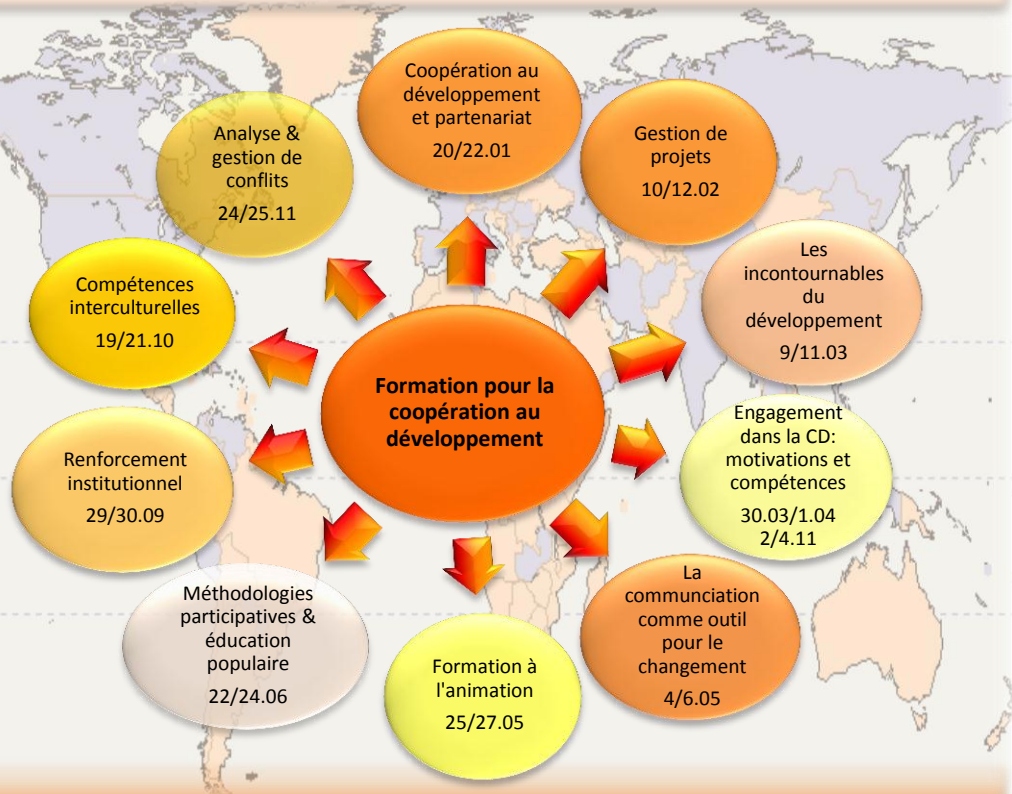 Coopération au
développement
et partenariat
20/22.01
Gestion de
projets
10/12.02
Les
incontournables
du
développement
9/11.03
Engagement
dans la CD:
motivations et
compétences
30.03/1.04
2/4.11
La
communciation
comme outil
pour le
changement
4/6.05
Formation à
l'animation
25/27.05
Méthodologies
participatives &
éducation
populaire
22/24.06
Renforcement
institutionnel
29/30.09
Compétences
interculturelles
19/21.10
Analyse &
gestion de
conflits
24/25.11
Formation pour la
coopération au
développement